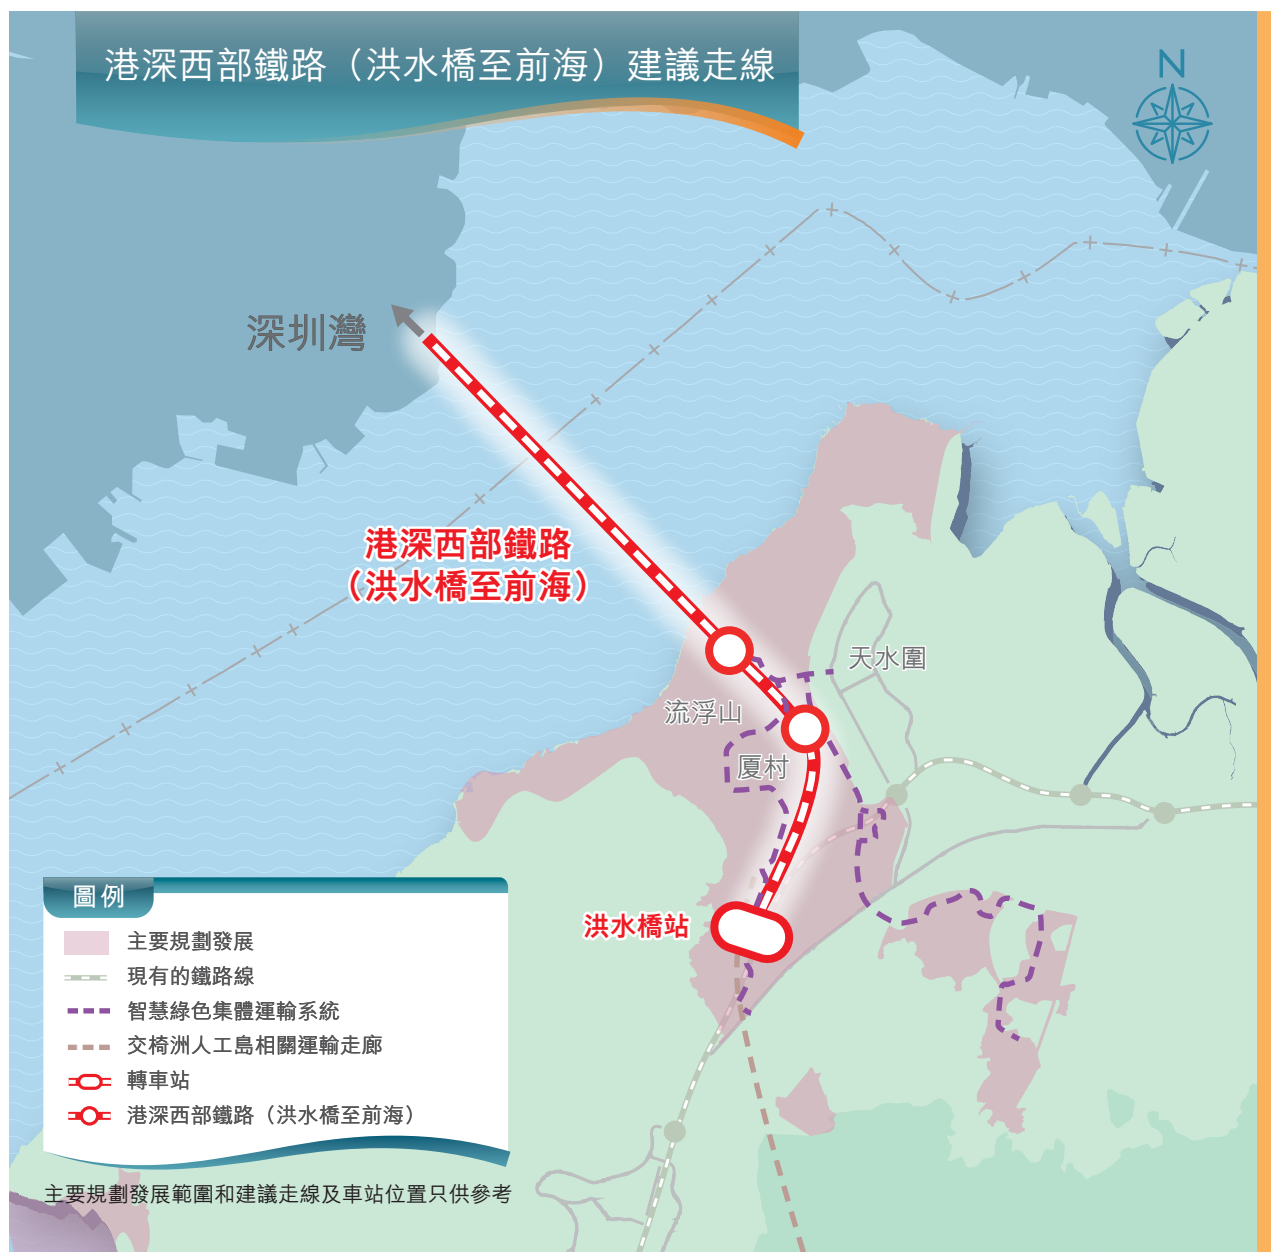 港深西部鐵路（洪水橋至前海）建議走線
N
深圳灣
港深西部鐵路
（洪水橋至前海）
天水圍
流浮山
厦村
洪水橋站
圖例
主要規劃發展
現有的鐵路線
智慧綠色集體運輸系統
交椅洲人工島相關運輸走廊
轉車站
港深西部鐵路（洪水橋至前海）
主要規劃發展範圍和建議走線及車站位置只供參考